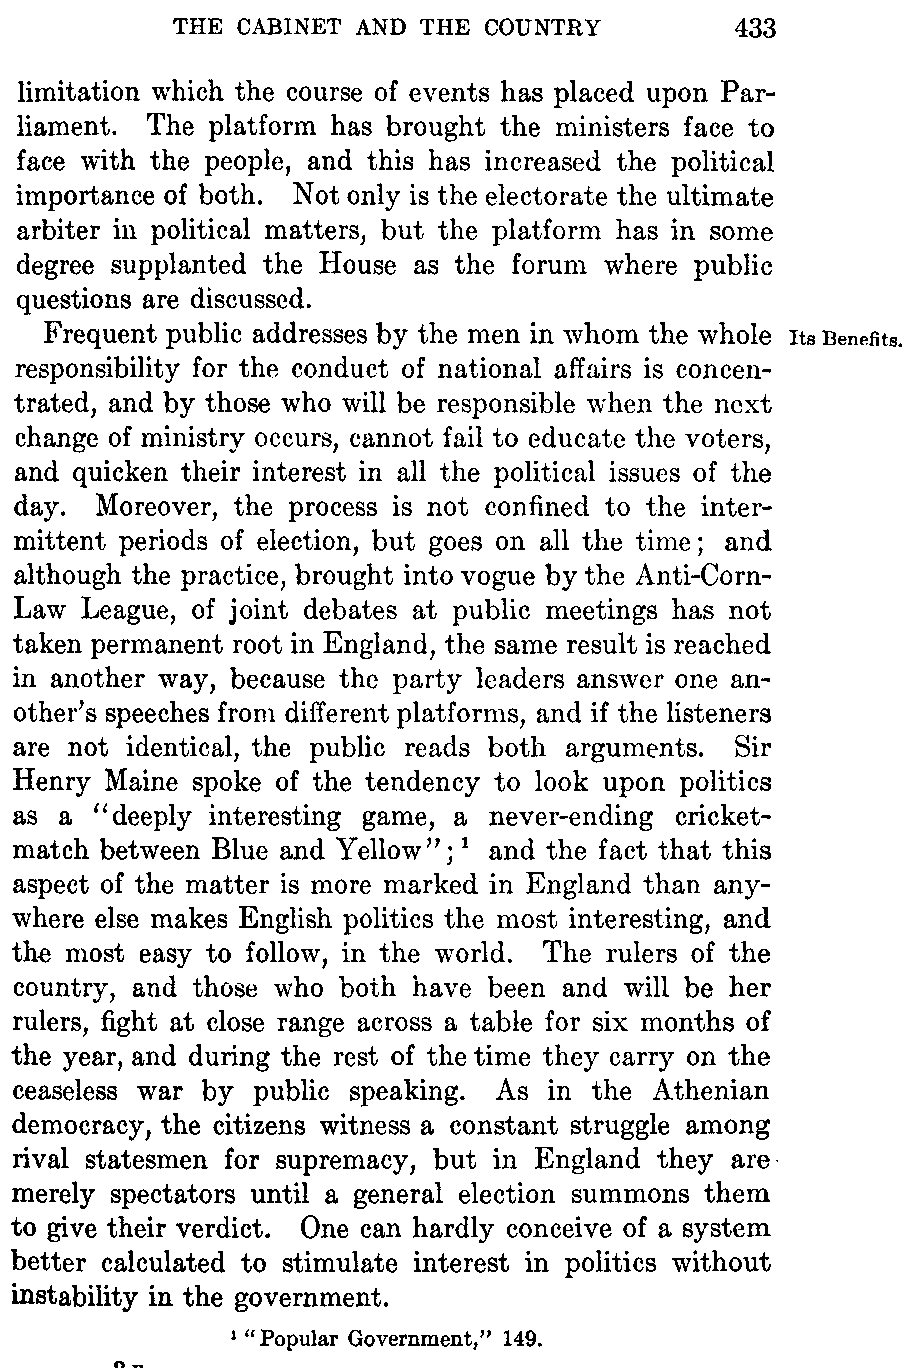 THE CABINET AND THE COUNTRY 433
limitation which the course of events has placed upon Par-
liament. The platform has brought the ministers face to
face with the people, and this has increased the political
importance of both. Not only is the electorate the ultimate
arbiter in political matters, but the platform has in some
degree supplanted the House as the forum where public
questions are discussed.
Frequent public addresses by the men in whom the whole Its Benefits.
responsibility for the conduct of national affairs is concen-
trated, and by those who will be responsible when the next
change of ministry occurs, cannot fail to educate the voters,
and quicken their interest in all the political issues of the
day. Moreover, the process is not confined to the inter-
mittent periods of election, but goes on all the time; and
although the practice, brought into vogue by the Anti-Corn-
Law League, of joint debates at public meetings has not
taken permanent root in England, the same result is reached
in another way, because the party leaders answer one an-
other's speeches from different platforms, and if the listeners
are not identical, the public reads both arguments. Sir
Henry Maine spoke of the tendency to look upon politics
as a "deeply interesting game, a never-ending cricket-
match between Blue and Yellow";¹ and the fact that this
aspect of the matter is more marked in England than any-
where else makes English politics the most interesting, and
the most easy to follow, in the world. The rulers of the
country, and those who both have been and will be her
rulers, fight at close range across a table for six months of
the year, and during the rest of the time they carry on the
ceaseless war by public speaking. As in the Athenian
democracy, the citizens witness a constant struggle among
rival statesmen for supremacy, but in England they are
merely spectators until a general election summons them
to give their verdict. One can hardly conceive of a system
better calculated to stimulate interest in politics without
instability in the government.
¹ "Popular Government," 149.